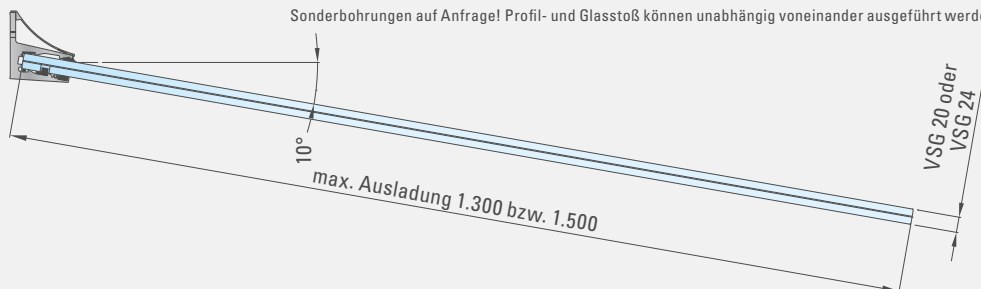 Sonderbohrungen auf Anfrage! Profil- und Glasstoß können unabhängig voneinander ausgeführt
VSG 20 oder
VSG 24
10°
max. Ausladung 1.300 bzw. 1.500